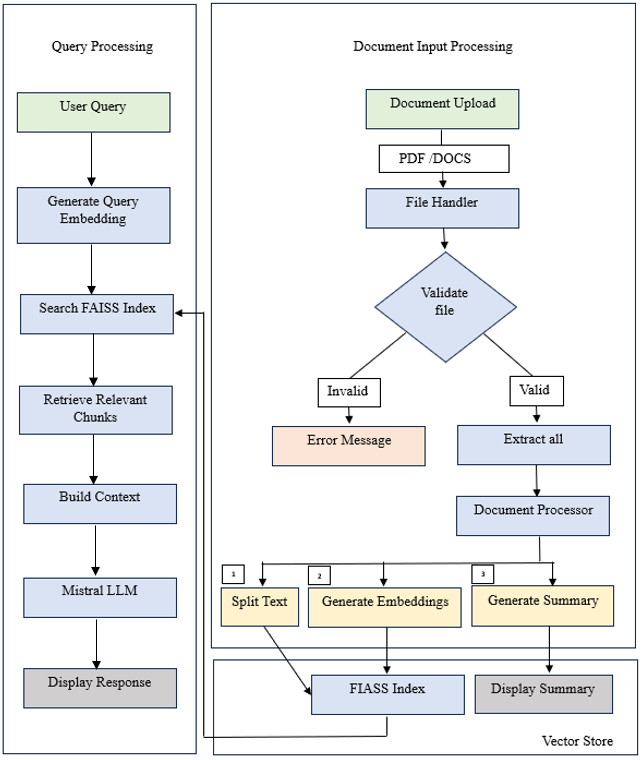 Query Processing
User Query
Generate Query
Embedding
Search FAISS Index
Retrieve Relevant
Chunks
Build Context
Mistral LLM
Display Response
Document Input Processing
Document Upload
PDF /DOCS
File Handler
Validate
file
Invalid
Valid
Error Message
Extract all
Document Processor
1
2
3
Split Text
Generate Embeddings
Generate Summary
FIASS Index
Display Summary
Vector Store